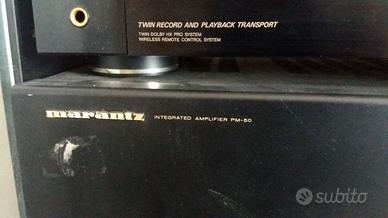 TWIN RECORD AND PLAYBACK TRANSPORT
TWIN DOLBY HX PRO SYSTEM
WIRELESS REMOTE CONTROL SYSTEM
marantz INTEGRATED AMPLIFIER PM-50
subito